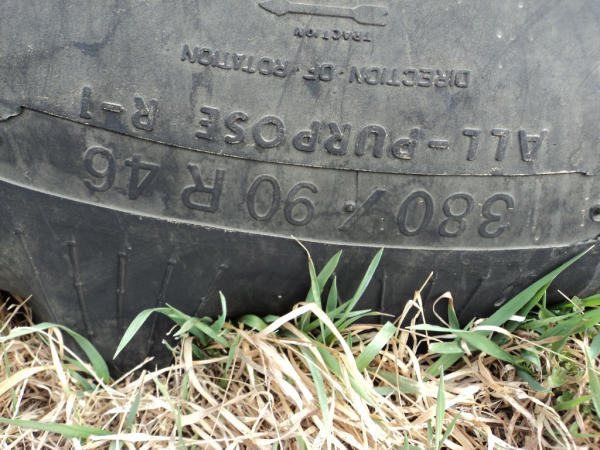 380/90 R 46
ALL-PURPOSE R-1
DIRECTION OF ROTATION
TRACTION